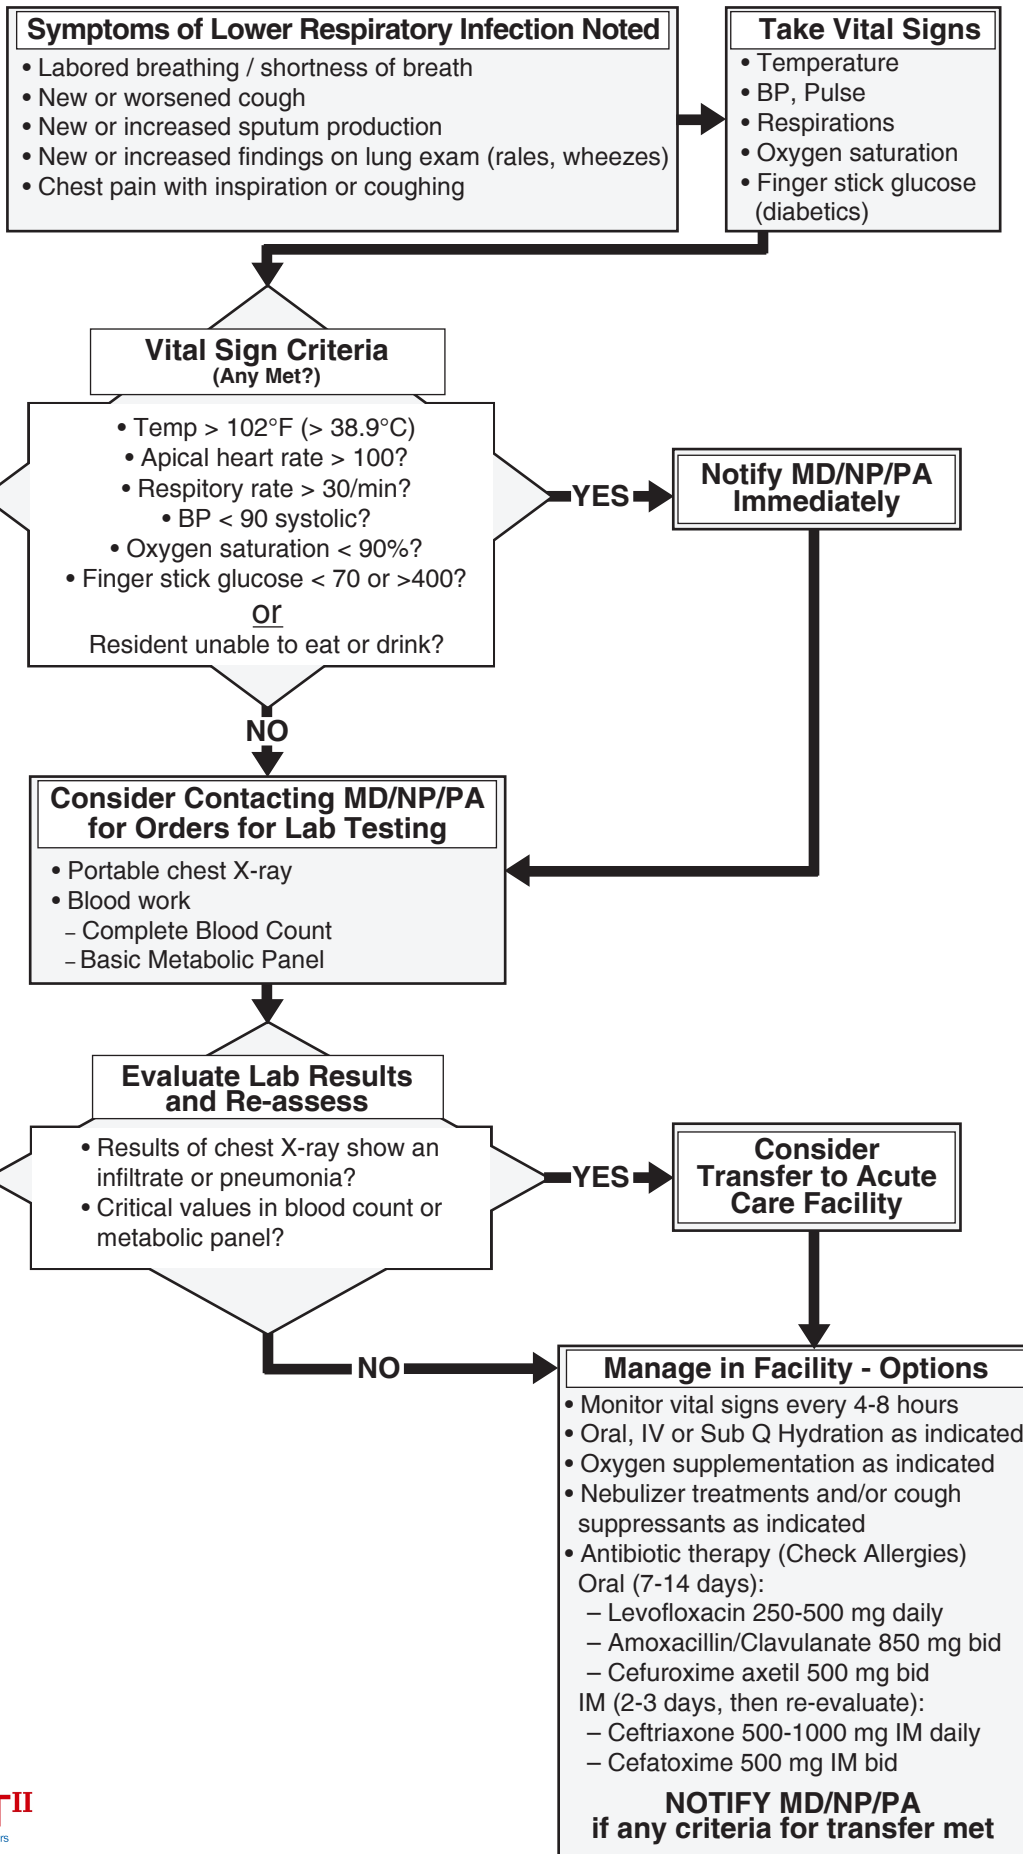 Symptoms of Lower Respiratory Infection Noted
• Labored breathing / shortness of breath
• New or worsened cough
• New or increased sputum production
• New or increased findings on lung exam (rales, wheezes)
• Chest pain with inspiration or coughing
Take Vital Signs
• Temperature
• BP, Pulse
• Respirations
• Oxygen saturation
• Finger stick glucose
(diabetics)
Vital Sign Criteria
(Any Met?)
• Temp > 102°F (> 38.9°C)
• Apical heart rate > 100?
• Respitory rate > 30/min?
• BP < 90 systolic?
• Oxygen saturation < 90%?
• Finger stick glucose < 70 or >400?
or
Resident unable to eat or drink?
YES
Notify MD/NP/PA
Immediately
NO
Consider Contacting MD/NP/PA
for Orders for Lab Testing
• Portable chest X-ray
• Blood work
– Complete Blood Count
– Basic Metabolic Panel
Evaluate Lab Results
and Re-assess
• Results of chest X-ray show an
infiltrate or pneumonia?
• Critical values in blood count or
metabolic panel?
YES
Consider
Transfer to Acute
Care Facility
NO
Manage in Facility - Options
• Monitor vital signs every 4-8 hours
• Oral, IV or Sub Q Hydration as indicated
• Oxygen supplementation as indicated
• Nebulizer treatments and/or cough
suppressants as indicated
• Antibiotic therapy (Check Allergies)
Oral (7-14 days):
– Levofloxacin 250-500 mg daily
– Amoxacillin/Clavulanate 850 mg bid
– Cefuroxime axetil 500 mg bid
IM (2-3 days, then re-evaluate):
– Ceftriaxone 500-1000 mg IM daily
– Cefatoxime 500 mg IM bid
NOTIFY MD/NP/PA
if any criteria for transfer met
II